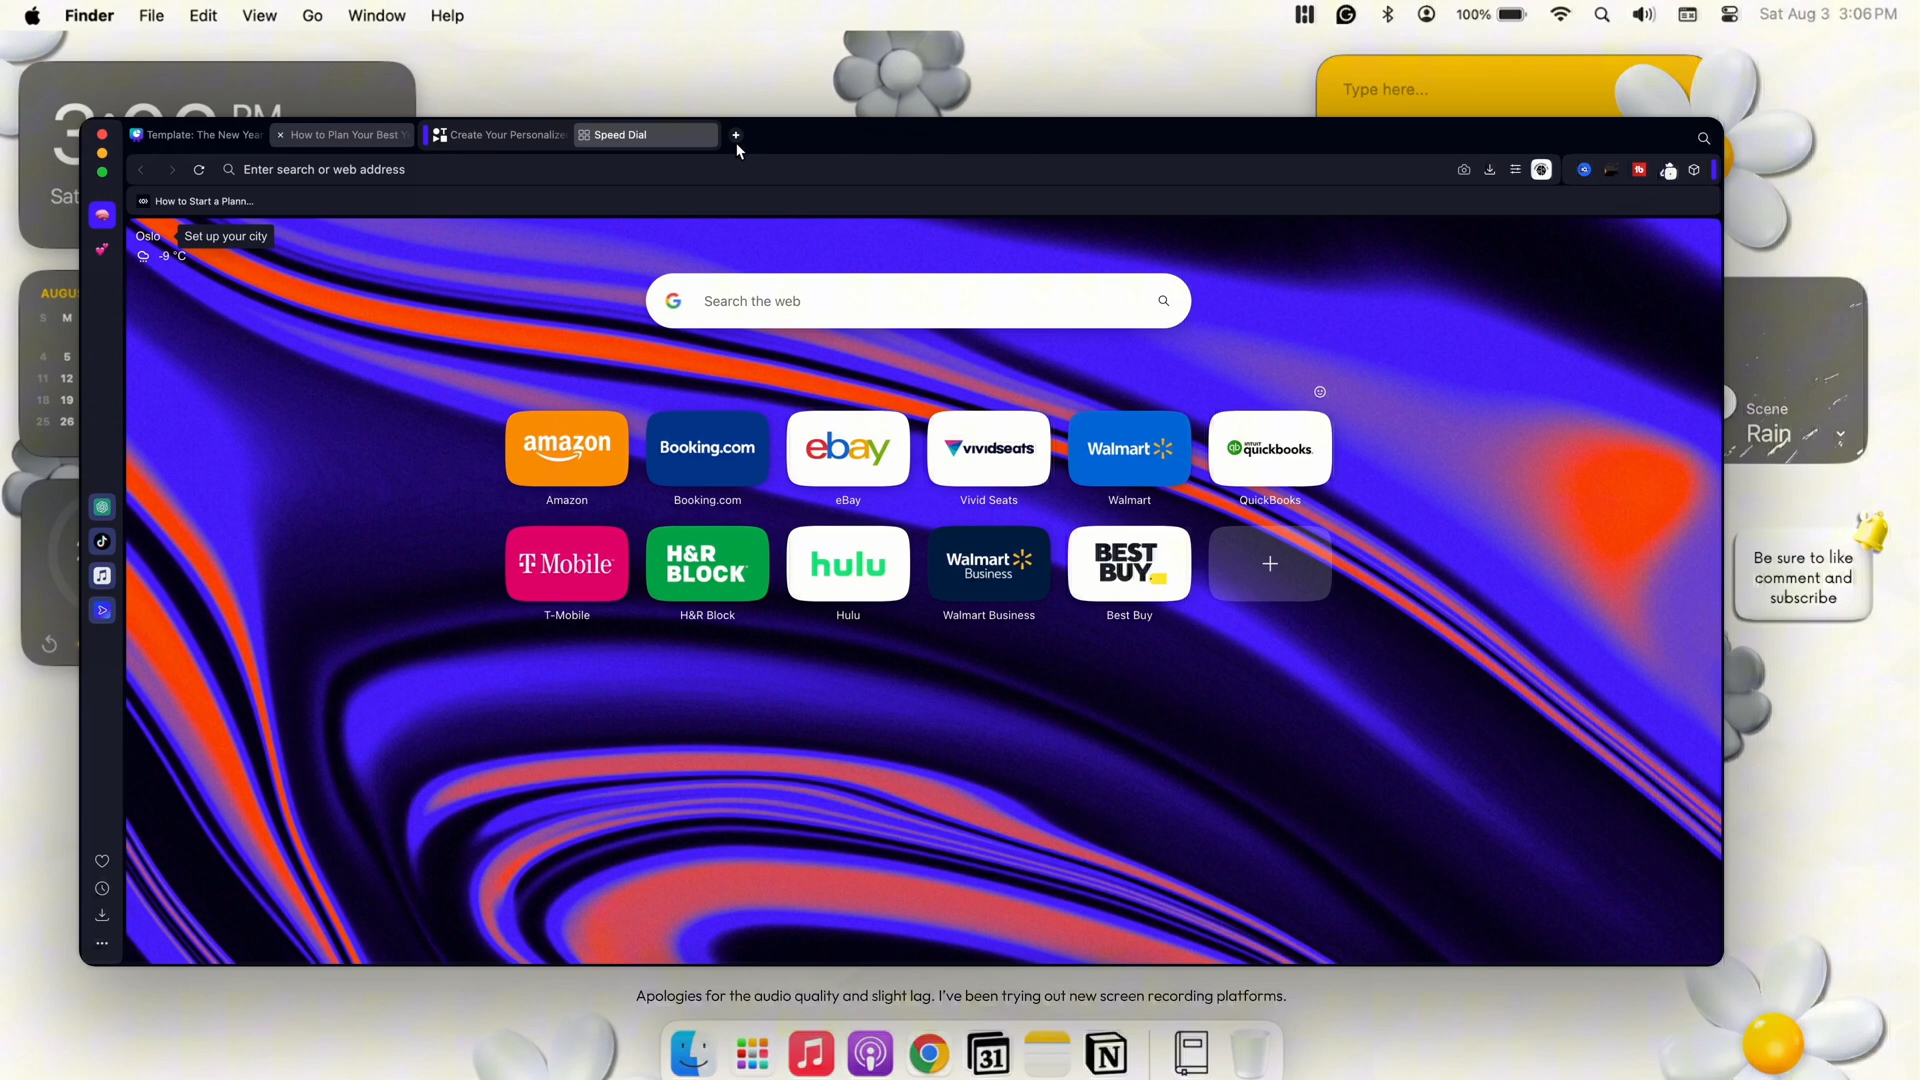 Finder File Edit View Go Window Help
100% Sat Aug 3 3:06 PM
PM
Type here...
Template: The New Year
How to Plan Your Best Y
Create Your Personalize
Speed Dial
Sat
Enter search or web address
How to Start a Plann...
Oslo
Set up your city
-9 °C
Search the web
AUGU
S M
4 5
11 12
18 19
25 26
amazon
Booking.com
ebay
vividseats
Walmart
INTUIT
quickbooks.
Scene
Rain
Amazon
Booking.com
eBay
Vivid Seats
Walmart
QuickBooks
T Mobile
H&R
BLOCK
hulu
Walmart
Business
BEST
BUY
Be sure to like
comment and
subscribe
T-Mobile
H&R Block
Hulu
Walmart Business
Best Buy
Apologies for the audio quality and slight lag. I've been trying out new screen recording platforms.
31
N